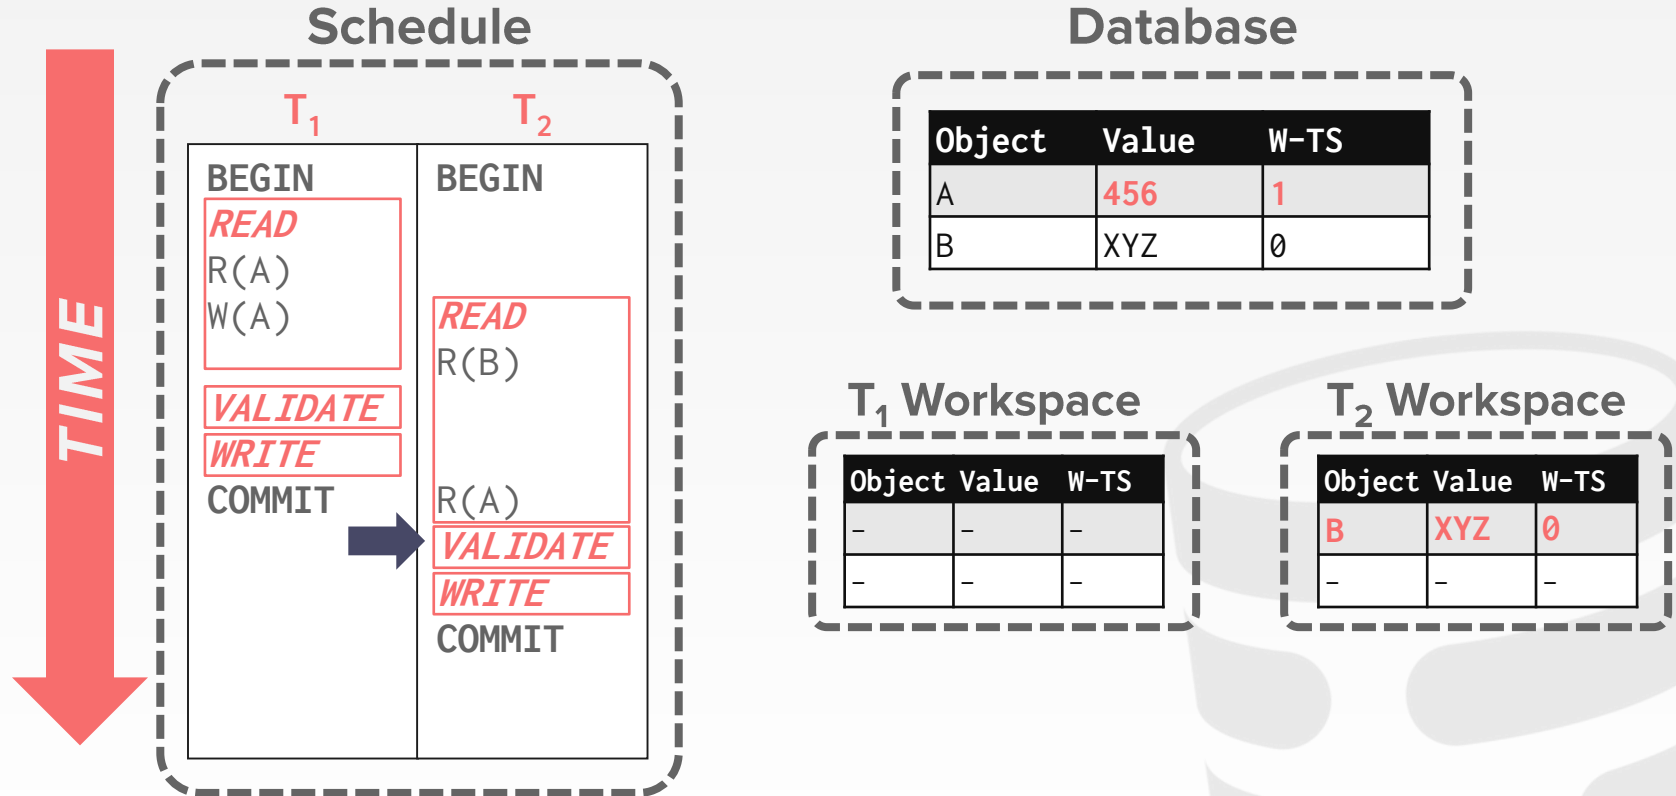 Schedule
TIME
T1 T2
BEGIN BEGIN
READ
R(A)
W(A) READ
R(B)
VALIDATE
WRITE
COMMIT R(A)
VALIDATE
WRITE
COMMIT
Database
Object Value W-TS
A 456 1
B XYZ 0
T1 Workspace
Object Value W-TS
– – –
– – –
T2 Workspace
Object Value W-TS
B XYZ 0
– – –